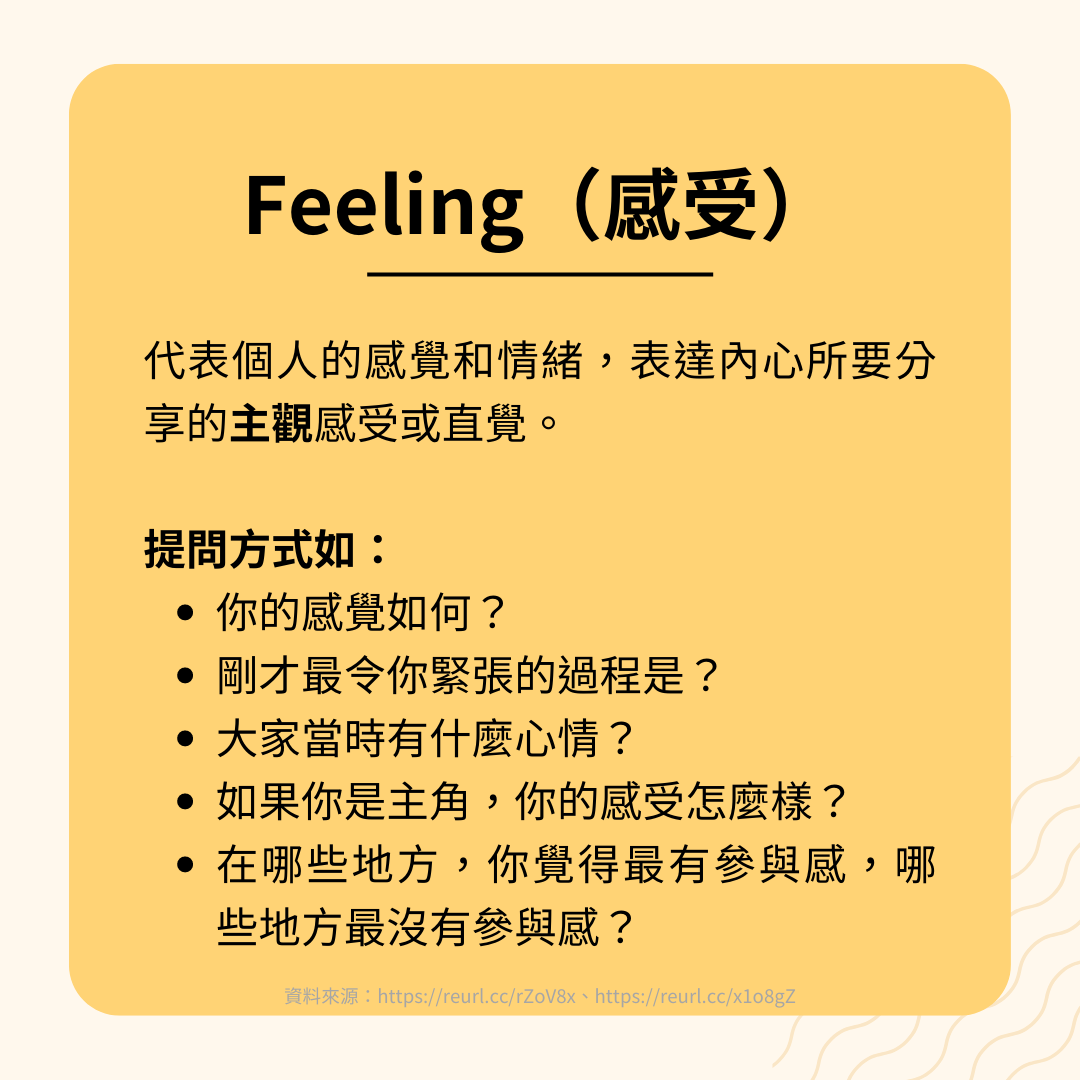 Feeling（感受）
代表個人的感覺和情緒，表達內心所要分
享的主觀感受或直覺。
提問方式如：
• 你的感覺如何？
• 剛才最令你緊張的過程是？
• 大家當時有什麼心情？
• 如果你是主角，你的感受怎麼樣？
• 在哪些地方，你覺得最有參與感，哪
些地方最沒有參與感？
資料來源：https://reurl.cc/rZoV8x、https://reurl.cc/x1o8gZ